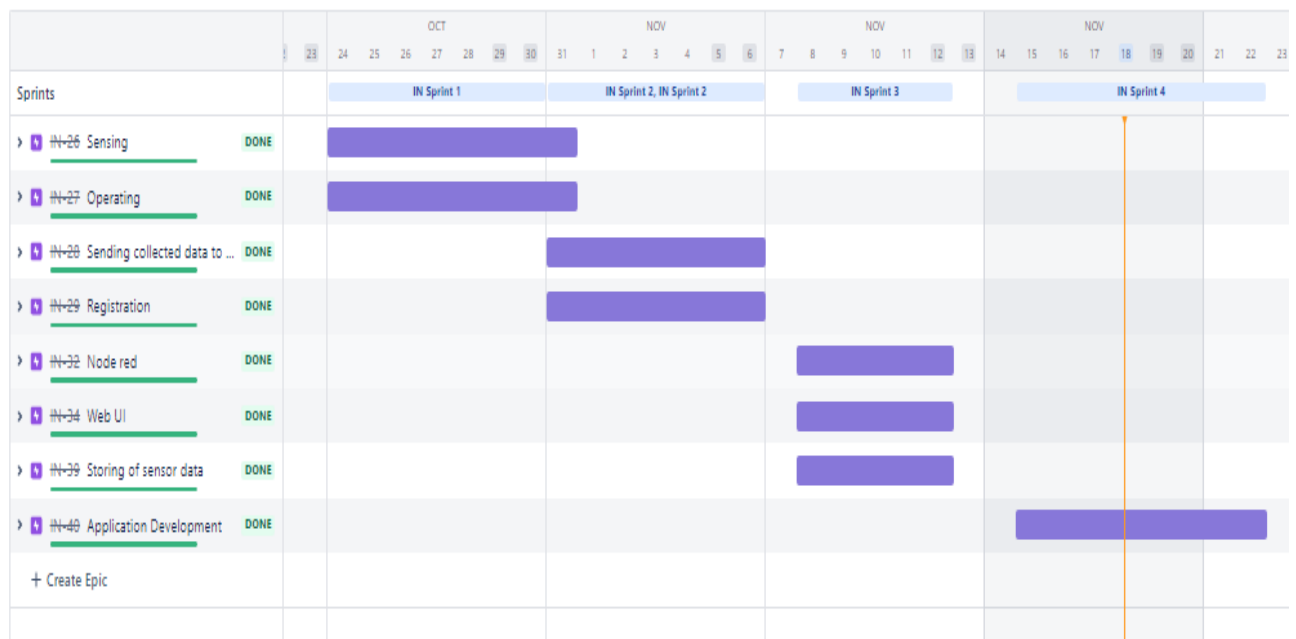 OCT NOV NOV NOV
23 24 25 26 27 28 29 30 31 1 2 3 4 5 6 7 8 9 10 11 12 13 14 15 16 17 18 19 20 21 22 23
Sprints IN Sprint 1 IN Sprint 2, IN Sprint 2 IN Sprint 3 IN Sprint 4
IN-26 Sensing DONE
IN-27 Operating DONE
IN-28 Sending collected data to ... DONE
IN-29 Registration DONE
IN-32 Node red DONE
IN-34 Web UI DONE
IN-39 Storing of sensor data DONE
IN-40 Application Development DONE
+ Create Epic